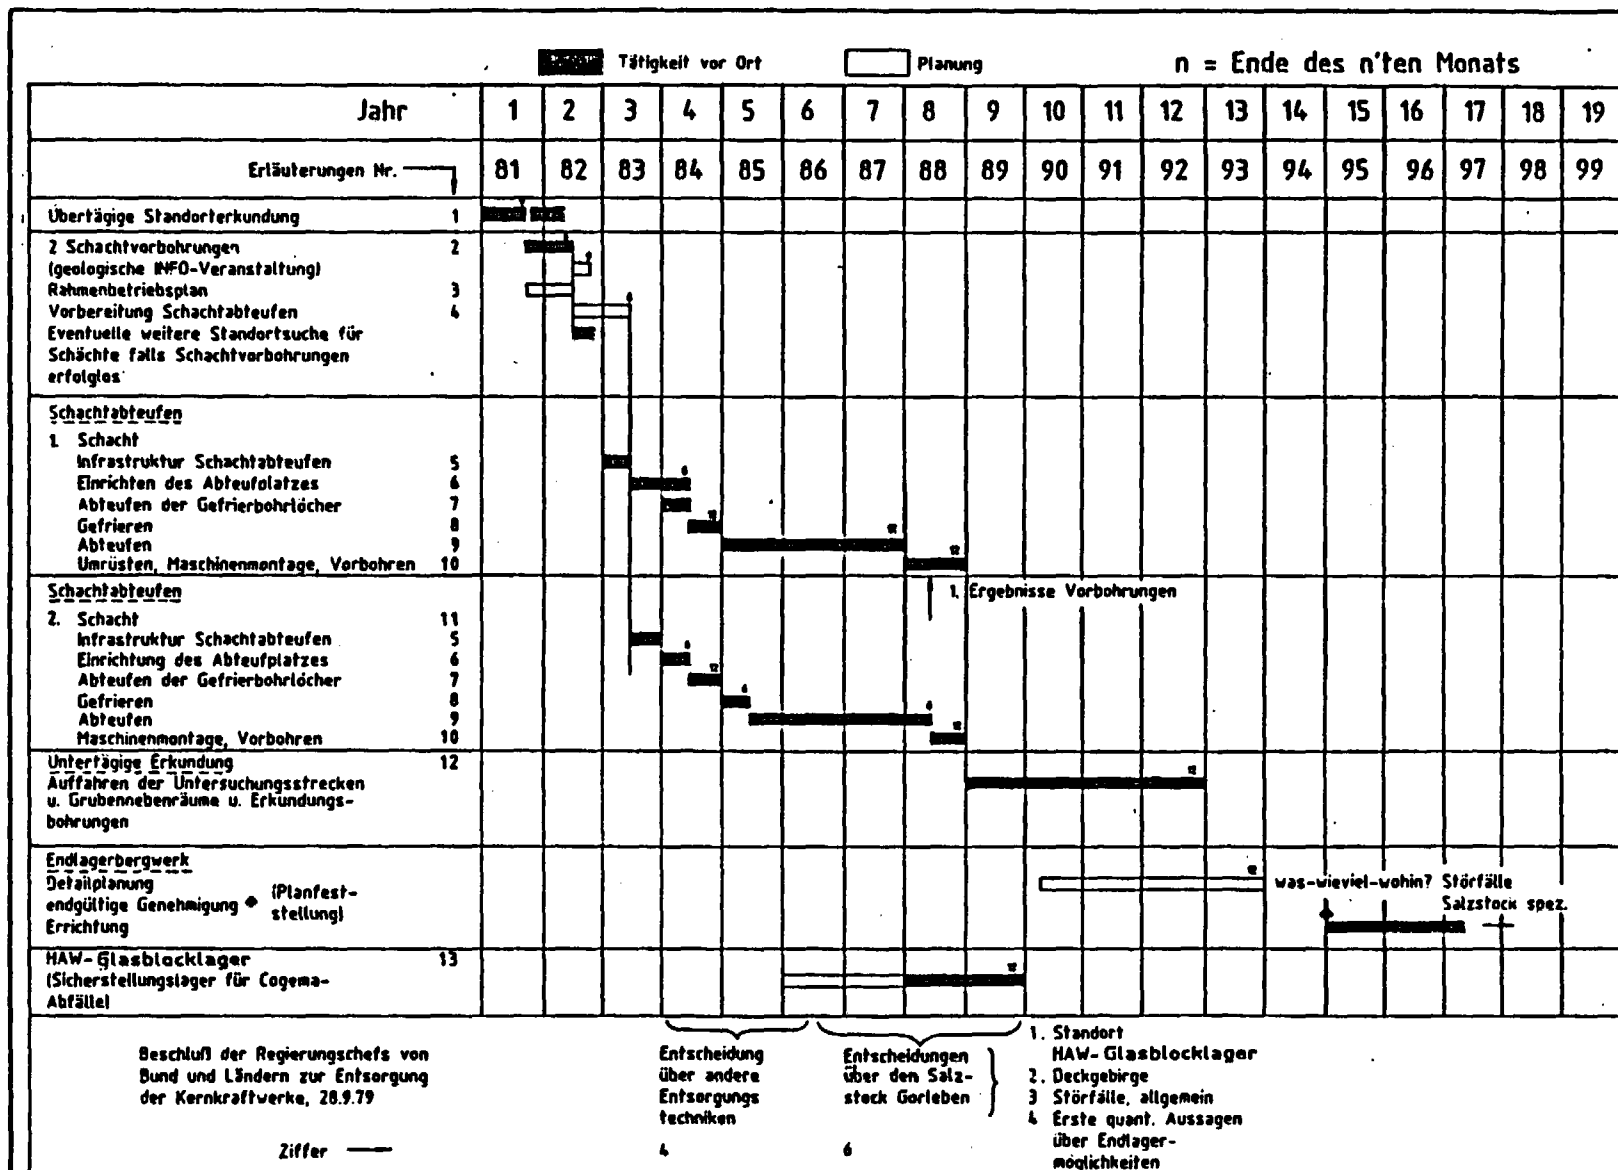 Tätigkeit vor Ort
Planung
n = Ende des n'ten Monats
Jahr 1 2 3 4 5 6 7 8 9 10 11 12 13 14 15 16 17 18 19
Erläuterungen Nr. 81 82 83 84 85 86 87 88 89 90 91 92 93 94 95 96 97 98 99
Übertägige Standorterkundung 1
2 Schachtvorbohrungen 2
(geologische INFO-Veranstaltung)
Rahmenbetriebsplan 3
Vorbereitung Schachtabteufen 4
Eventuelle weitere Standortsuche für
Schächte falls Schachtvorbohrungen
erfolglos
Schachtabteufen
1. Schacht
Infrastruktur Schachtabteufen 5
Einrichten des Abteufplatzes 6 6
Abteufen der Gefrierbohrlöcher 7
Gefrieren 8
Abteufen 9
Umrüsten, Maschinenmontage, Vorbohren 10 12
1. Ergebnisse Vorbohrungen
Schachtabteufen
2. Schacht 11
Infrastruktur Schachtabteufen 5
Einrichtung des Abteufplatzes 6 6
Abteufen der Gefrierbohrlöcher 7 12
Gefrieren 8 6
Abteufen 9 6
Maschinenmontage, Vorbohren 10
Untertägige Erkundung 12
Auffahren der Untersuchungsstrecken
u. Grubennebenräume u. Erkundungs-
bohrungen
Endlagerbergwerk
Detailplanung
endgültige Genehmigung (Planfest-
stellung)
Errichtung
was-wieviel-wohin? Störfälle
Salzstock spez.
HAW-Glasblocklager 13
(Sicherstellungslager für Cogema-
Abfälle)
Beschluß der Regierungschefs von
Bund und Ländern zur Entsorgung
der Kernkraftwerke, 28.9.79
Entscheidung
über andere
Entsorgungs
techniken
Entscheidungen
über den Salz-
stock Gorleben
1. Standort
HAW-Glasblocklager
2. Deckgebirge
3 Störfälle, allgemein
4 Erste quant. Aussagen
über Endlager-
möglichkeiten
Ziffer — 4 6